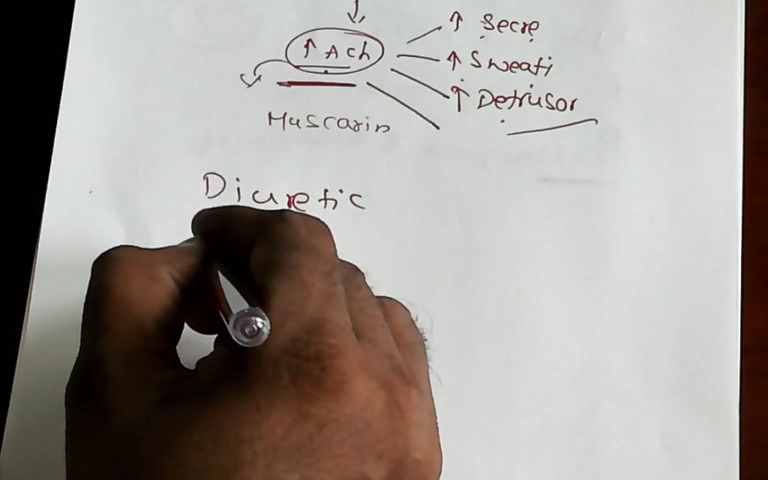 ↑ Secre
↑ Ach
↑ Sweati
↑ Detrusor
Muscarin
Diuretic